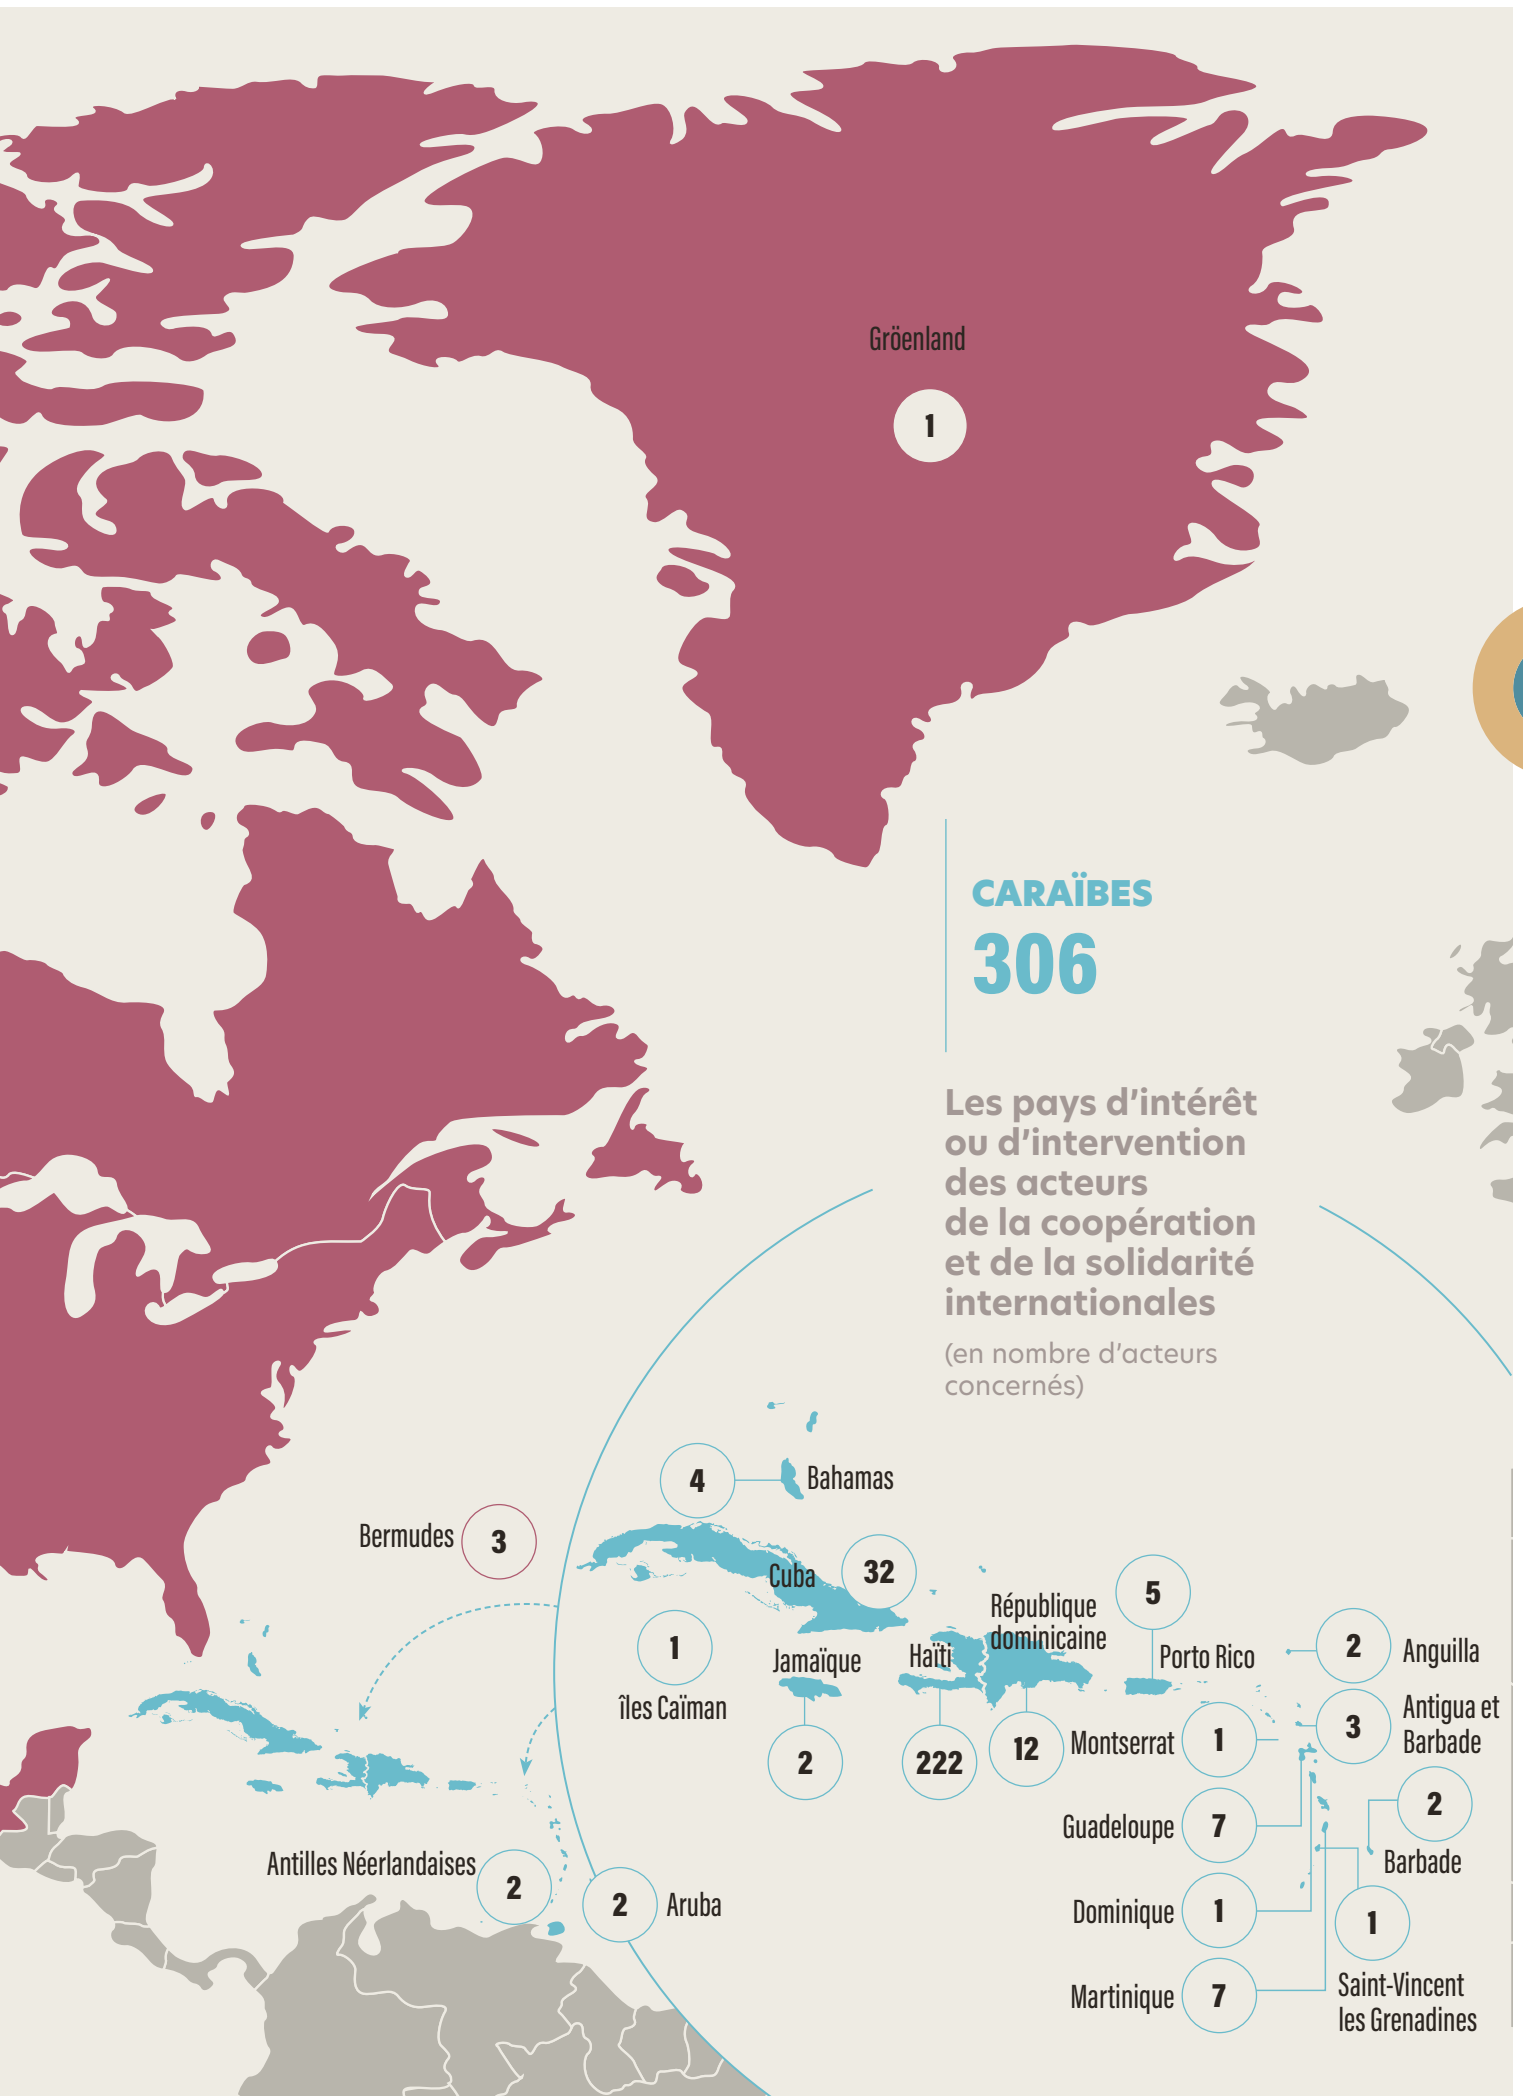 Gröenland
1
CARAÏBES
306
Les pays d'intérêt
ou d'intervention
des acteurs
de la coopération
et de la solidarité
internationales
(en nombre d'acteurs
concernés)
4
Bahamas
Bermudes
3
Cuba
32
5
République
dominicaine
1
îles Caïman
Jamaïque
Haïti
Porto Rico
2
Anguilla
2
222
12
Montserrat
1
3
Antigua et
Barbade
Guadeloupe
7
2
Barbade
Antilles Néerlandaises
2
2
Aruba
Dominique
1
1
Saint-Vincent
les Grenadines
Martinique
7